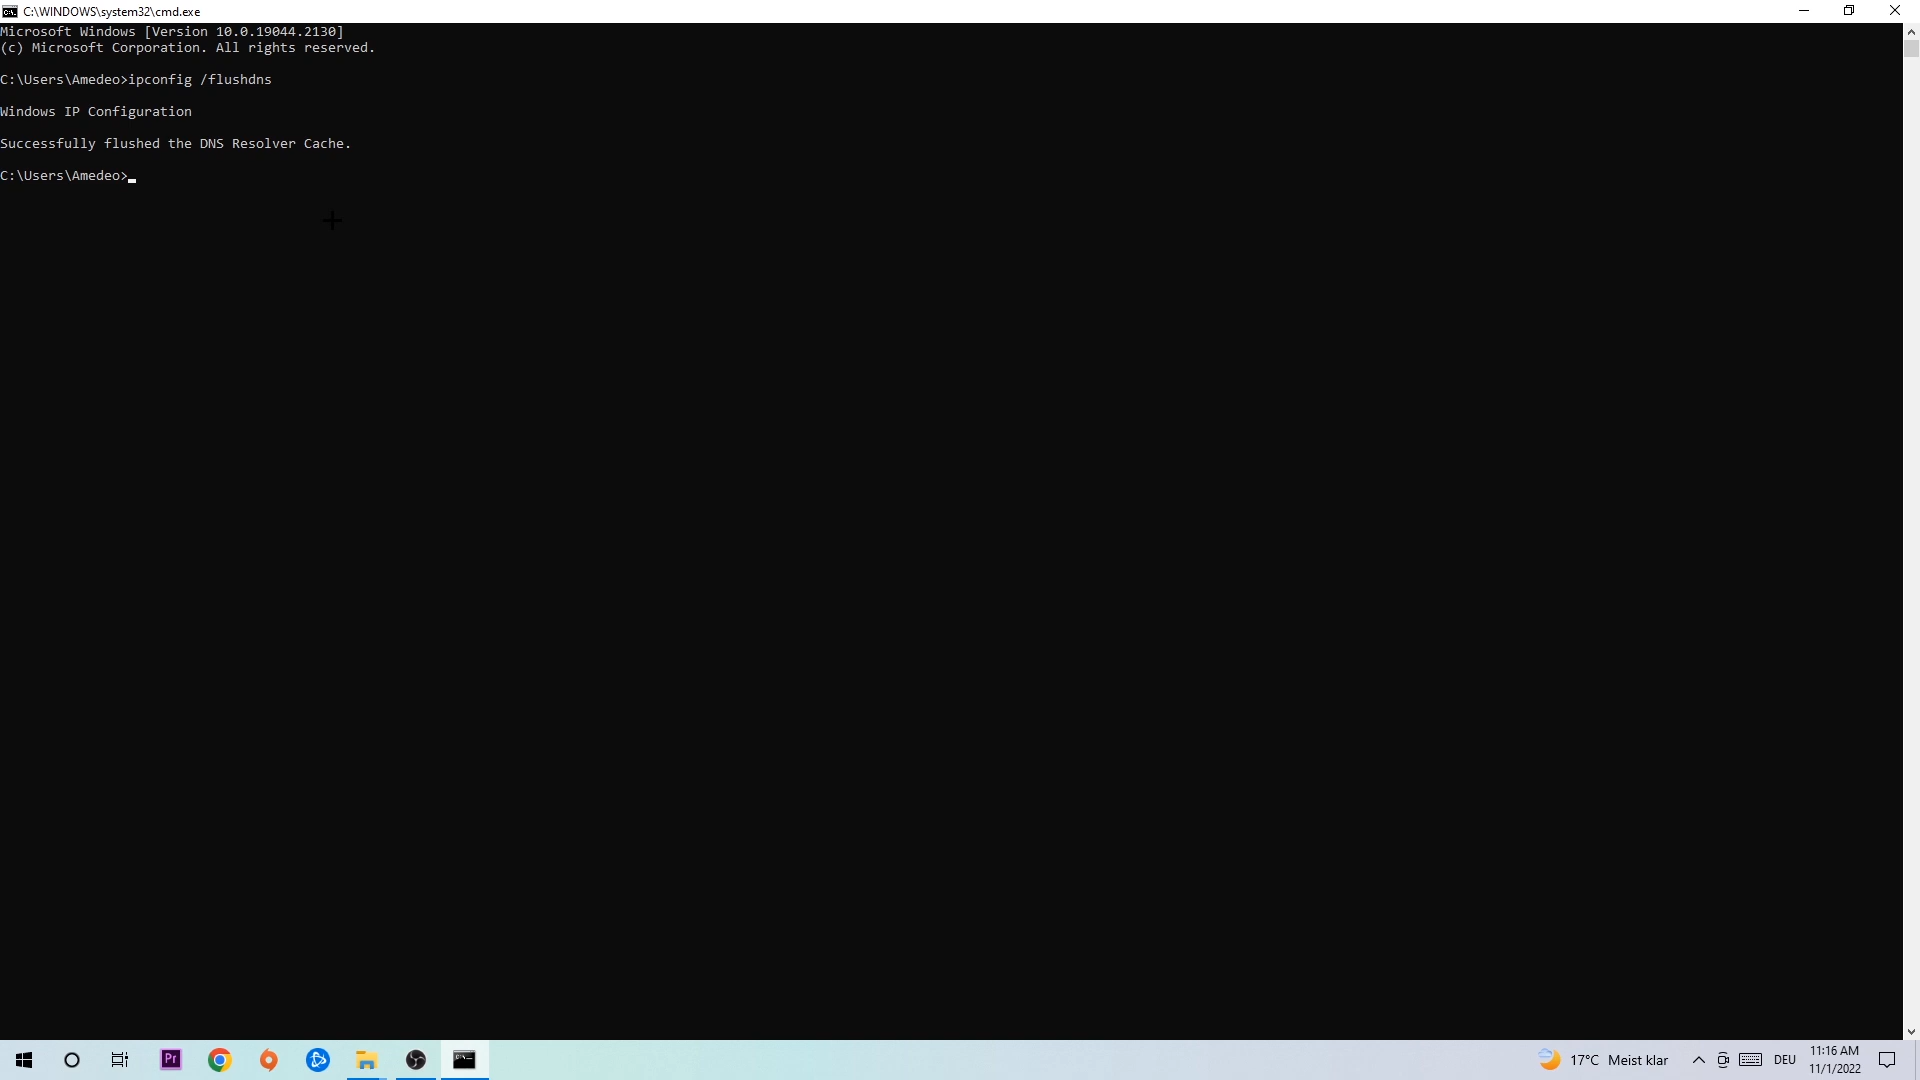 C:\WINDOWS\system32\cmd.exe
Microsoft Windows [Version 10.0.19044.2130]
(c) Microsoft Corporation. All rights reserved.
C:\Users\Amedeo>ipconfig /flushdns
Windows IP Configuration
Successfully flushed the DNS Resolver Cache.
C:\Users\Amedeo>
Pr
17°C Meist klar
DEU
11:16 AM
11/1/2022